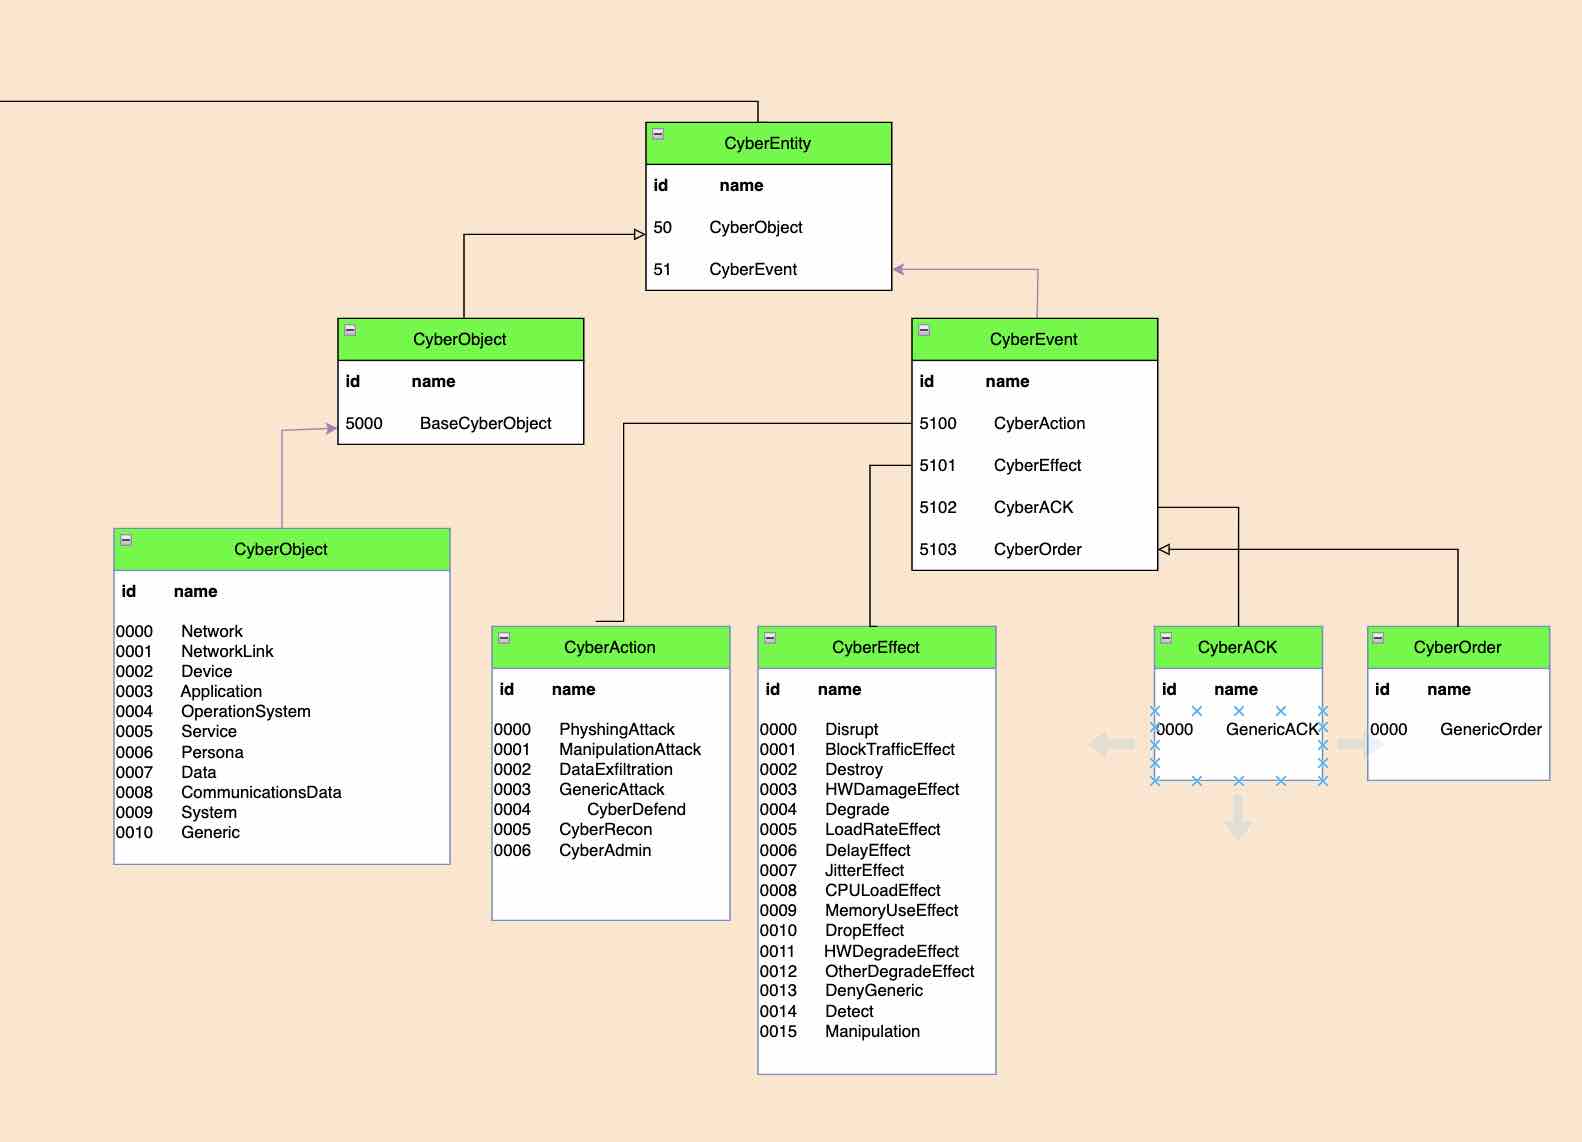 CyberEntity
id name
50 CyberObject
51 CyberEvent
CyberObject
id name
5000 BaseCyberObject
CyberEvent
id name
5100 CyberAction
5101 CyberEffect
5102 CyberACK
5103 CyberOrder
CyberObject
id name
0000 Network
0001 NetworkLink
0002 Device
0003 Application
0004 OperationSystem
0005 Service
0006 Persona
0007 Data
0008 CommunicationsData
0009 System
0010 Generic
CyberAction
id name
0000 PhyshingAttack
0001 ManipulationAttack
0002 DataExfiltration
0003 GenericAttack
0004 CyberDefend
0005 CyberRecon
0006 CyberAdmin
CyberEffect
id name
0000 Disrupt
0001 BlockTrafficEffect
0002 Destroy
0003 HWDamageEffect
0004 Degrade
0005 LoadRateEffect
0006 DelayEffect
0007 JitterEffect
0008 CPULoadEffect
0009 MemoryUseEffect
0010 DropEffect
0011 HWDegradeEffect
0012 OtherDegradeEffect
0013 DenyGeneric
0014 Detect
0015 Manipulation
CyberACK
id name
0000 GenericACK
CyberOrder
id name
0000 GenericOrder